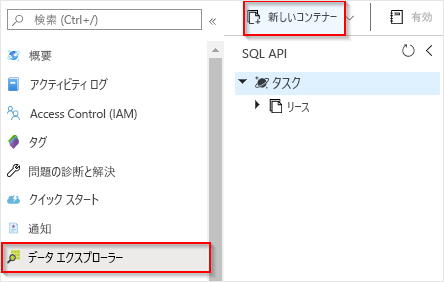 検索 (Ctrl+/)
概要
アクティビティ ログ
Access Control (IAM)
タグ
問題の診断と解決
クイック スタート
通知
データ エクスプローラー
新しいコンテナー
有効
SQL API
タスク
リース